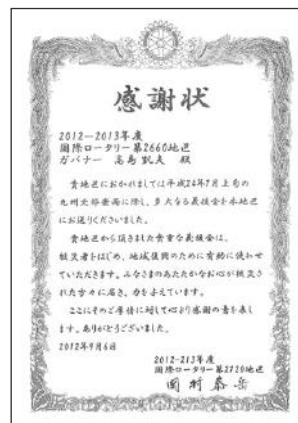 感謝状
2012-2013年度
国際ロータリー第2660地区
ガバナー 高島 凱夫 殿
貴地区におかれましては平成24年7月上旬の
九州北部豪雨に際し、多大なる義援金を本地区
にお送りくださいました。
貴地区から頂きました貴重な義援金は、
被災者をはじめ、地域復興のために有効に使わせ
ていただきます。みなさまのあたたかなお心が被災さ
れた方々に届き、力を与えています。
ここにそのご厚情に対して心より感謝の意を表し
ます。ありがとうございました。
2012年9月6日
2012-213年度
国際ロータリー第2720地区
岡村 泰岳